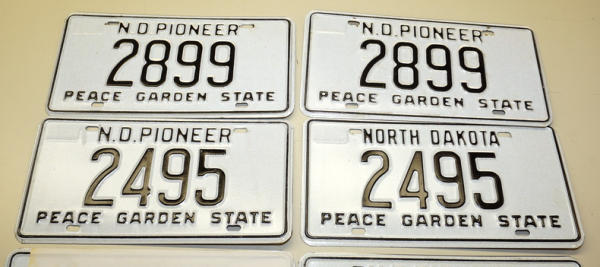 N.D.PIONEER
2899
PEACE GARDEN STATE
N.D.PIONEER
2899
PEACE GARDEN STATE
N.D.PIONEER
2495
PEACE GARDEN STATE
NORTH DAKOTA
2495
PEACE GARDEN STATE